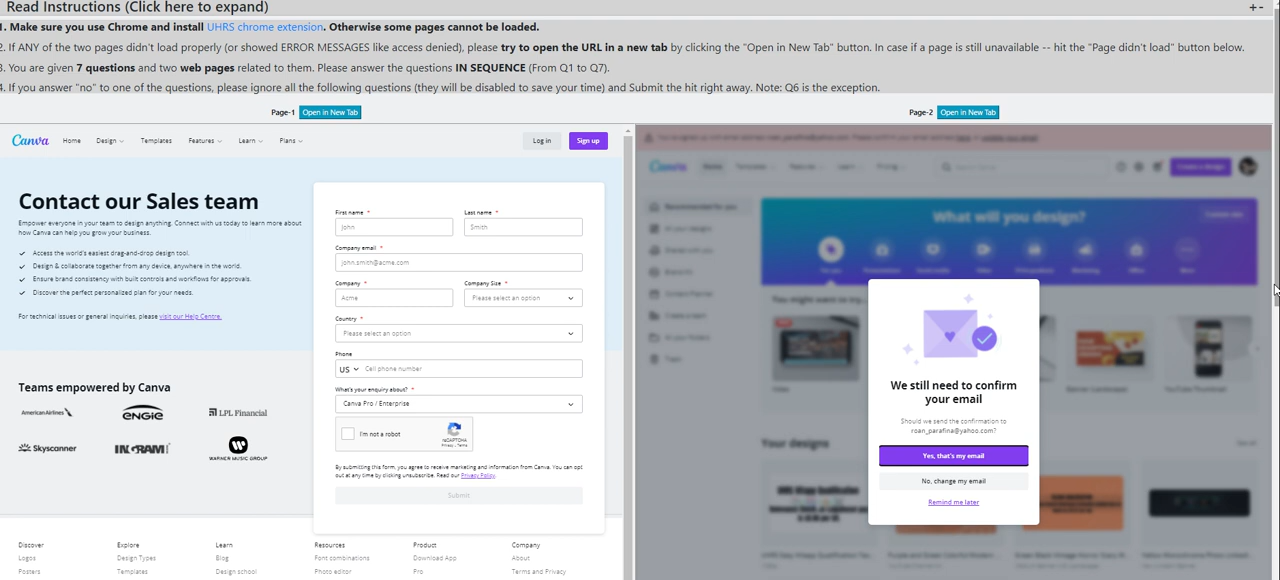 Read Instructions (Click here to expand)
+-
1. Make sure you use Chrome and install UHRS chrome extension. Otherwise some pages cannot be loaded.
2. If ANY of the two pages didn't load properly (or showed ERROR MESSAGES like access denied), please try to open the URL in a new tab by clicking the "Open in New Tab" button. In case if a page is still unavailable -- hit the "Page didn't load" button below.
3. You are given 7 questions and two web pages related to them. Please answer the questions IN SEQUENCE (From Q1 to Q7).
4. If you answer "no" to one of the questions, please ignore all the following questions (they will be disabled to save your time) and Submit the hit right away. Note: Q6 is the exception.
Page-1 Open in New Tab
Canva Home Design Templates Features Learn Plans Log in Sign up
Contact our Sales team
Empower everyone in your team to design anything. Connect with us today to learn more about
how Canva can help you grow your business.
Access the world's easiest drag-and-drop design tool.
Design & collaborate together from any device, anywhere in the world.
Ensure brand consistency with built controls and workflows for approvals.
Discover the perfect personalized plan for your needs.
For technical issues or general inquiries, please visit our Help Centre.
Teams empowered by Canva
American Airlines ENGIE LPL Financial
Skyscanner INGRAM WARNER MUSIC GROUP
First name * Last name *
John Smith
Company email *
john.smith@acme.com
Company * Company Size *
Acme Please select an option
Country *
Please select an option
Phone
US Cell phone number
What's your enquiry about? *
Canva Pro / Enterprise
I'm not a robot
reCAPTCHA
Privacy - Terms
By submitting this form, you agree to receive marketing and information from Canva. You can opt
out at any time by clicking unsubscribe. Read our Privacy Policy.
Submit
Discover Explore Learn Resources Product Company
Logos Design Types Blog Font combinations Download App About
Posters Templates Design school Photo editor Pro Terms and Privacy
Page-2 Open in New Tab
Canva Home Templates Features Learn Pricing
Create a design
Recommended for you
What will you design?
You might want to try...
Your designs
We still need to confirm
your email
Should we send the confirmation to
roan_parafina@yahoo.com?
Yes, that's my email
No, change my email
Remind me later